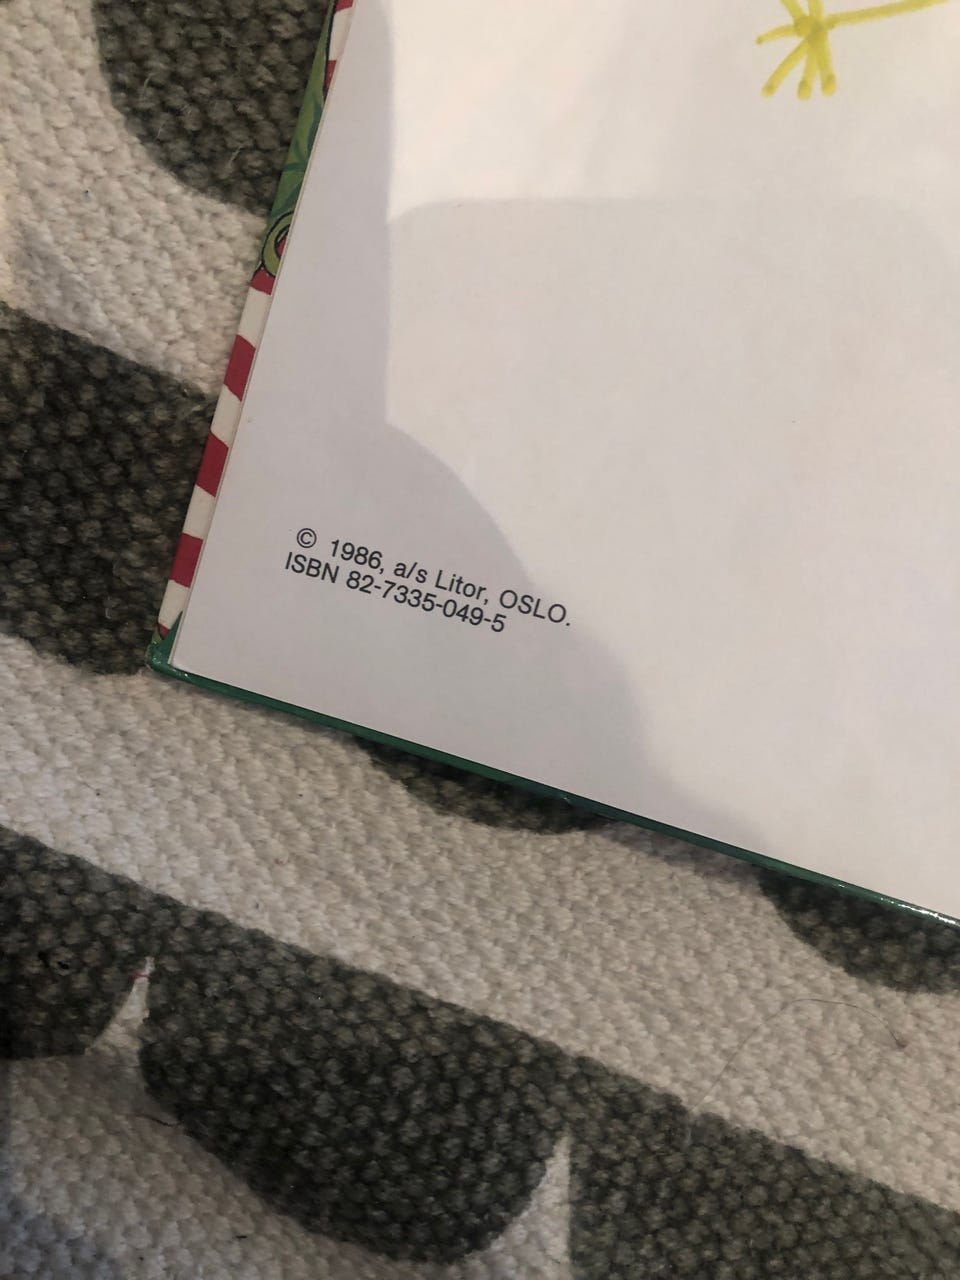 © 1986, a/s Litor, OSLO.
ISBN 82-7335-049-5